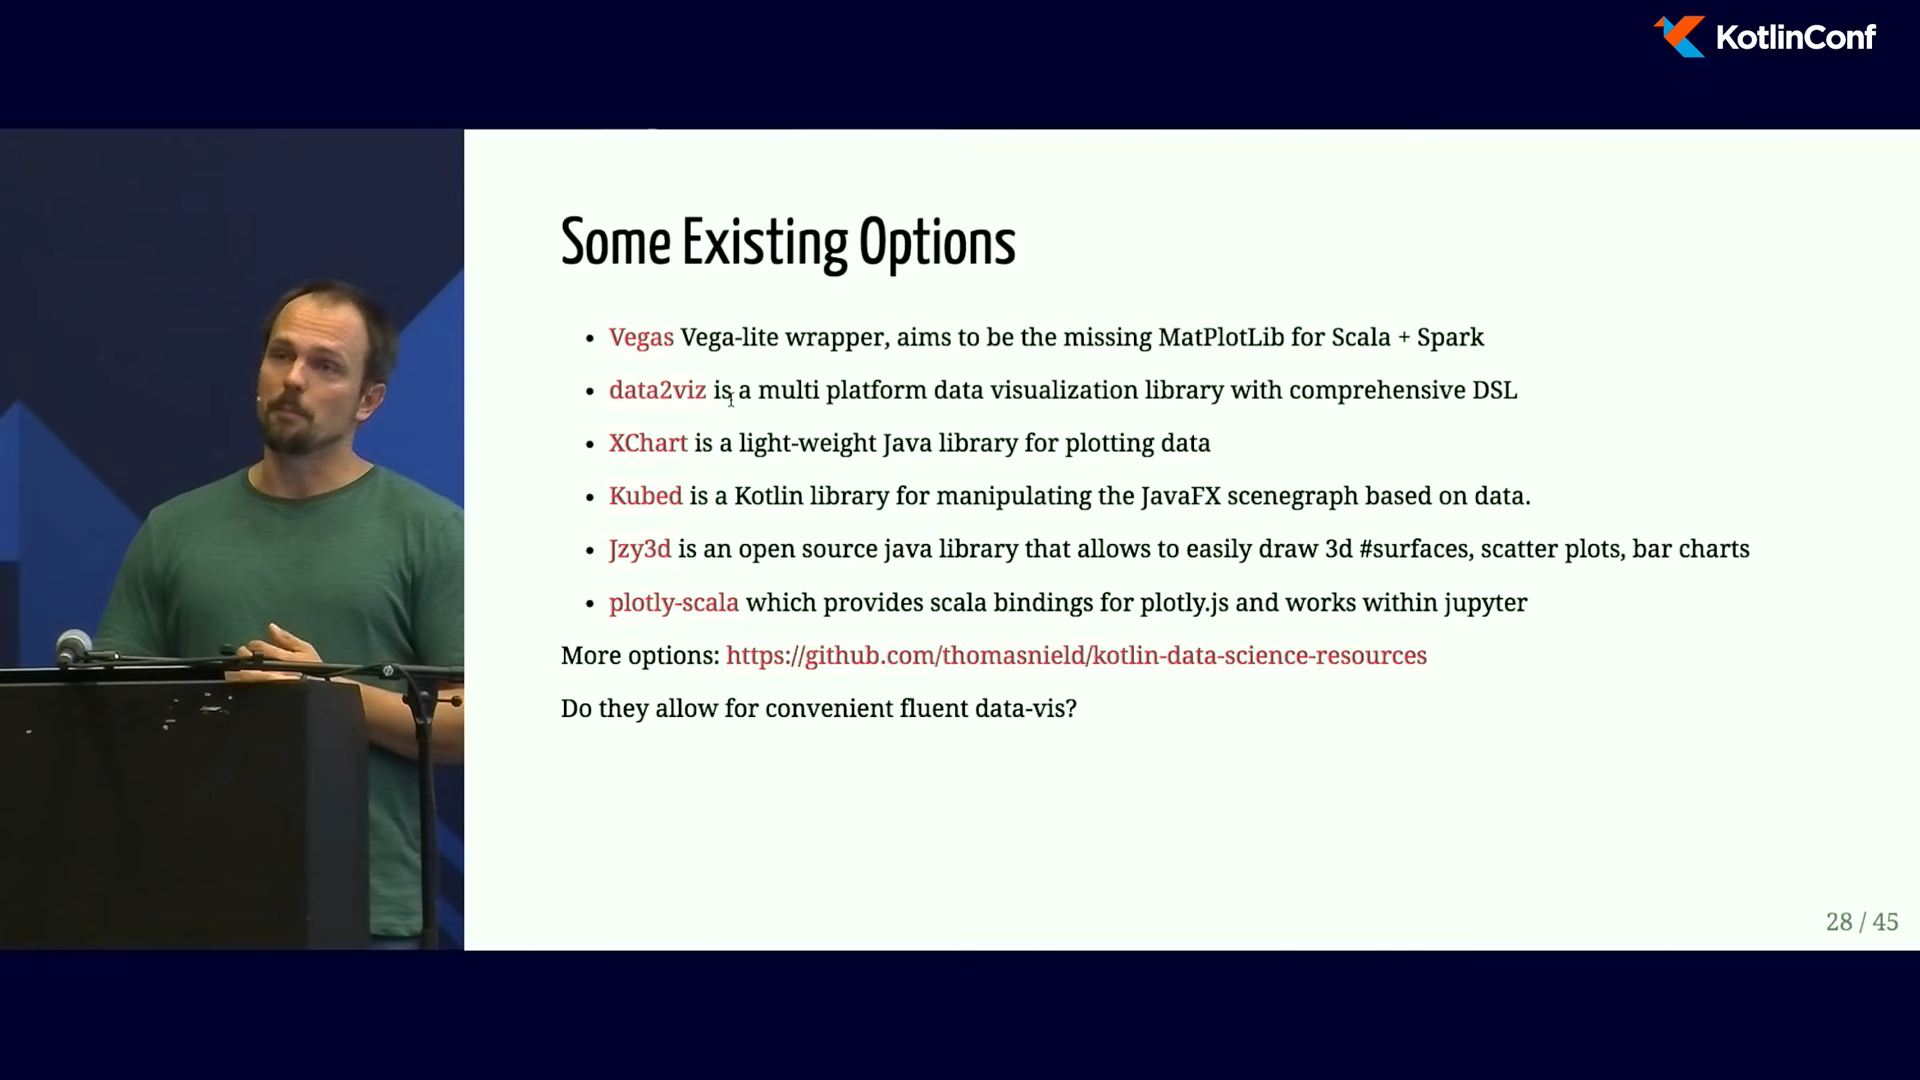 KotlinConf
Some Existing Options
• Vegas Vega-lite wrapper, aims to be the missing MatPlotLib for Scala + Spark
• data2viz is a multi platform data visualization library with comprehensive DSL
• XChart is a light-weight Java library for plotting data
• Kubed is a Kotlin library for manipulating the JavaFX scenegraph based on data.
• Jzy3d is an open source java library that allows to easily draw 3d #surfaces, scatter plots, bar charts
• plotly-scala which provides scala bindings for plotly.js and works within jupyter
More options: https://github.com/thomasnield/kotlin-data-science-resources
Do they allow for convenient fluent data-vis?
28 / 45